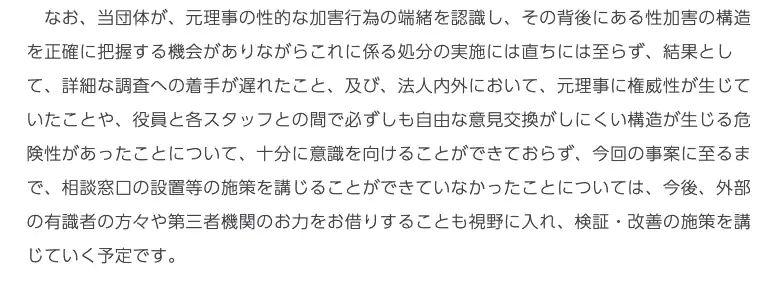 なお、当団体が、元理事の性的な加害行為の端緒を認識し、その背後にある性加害の構造
を正確に把握する機会がありながらこれに係る処分の実施には直ちには至らず、結果とし
て、詳細な調査への着手が遅れたこと、及び、法人内外において、元理事に権威性が生じて
いたことや、役員と各スタッフとの間で必ずしも自由な意見交換がしにくい構造が生じる危
険性があったことについて、十分に意識を向けることができておらず、今回の事案に至るま
で、相談窓口の設置等の施策を講じることができていなかったことについては、今後、外部
の有識者の方々や第三者機関のお力をお借りすることも視野に入れ、検証・改善の施策を講
じていく予定です。